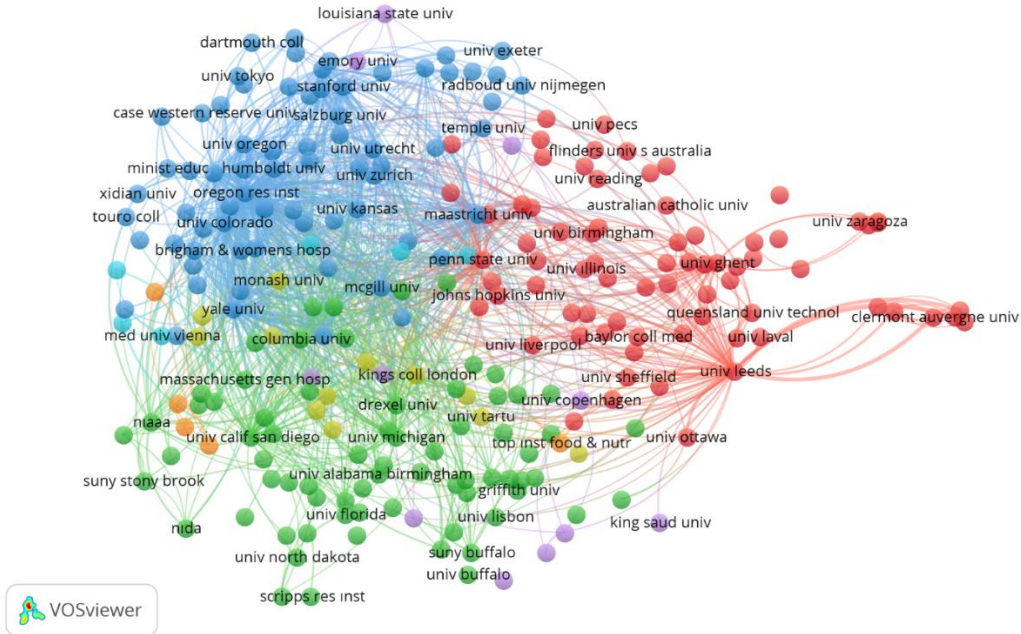 louisiana state univ
dartmouth coll
univ exeter
emory univ
univ tokyo
stanford univ
radboud univ nijmegen
case western reserve univ
salzburg univ
temple univ
univ pecs
univ oregon
univ utrecht
flinders univ s australia
minist educ
humboldt univ
univ zurich
univ reading
xidian univ
oregon res inst
touro coll
univ kansas
australian catholic univ
univ colorado
maastricht univ
univ zaragoza
univ birmingham
brigham & womens hosp
penn state univ
univ illinois
univ ghent
monash univ
mcgill univ
johns hopkins univ
yale univ
queensland univ technol
clermont auvergne univ
med univ vienna
columbia univ
univ liverpool
baylor coll med
univ laval
massachusetts gen hosp
kings coll london
univ sheffield
univ leeds
drexel univ
univ copenhagen
niaaa
univ calif san diego
univ michigan
univ tartu
top inst food & nutr
univ ottawa
suny stony brook
univ alabama birmingham
griffith univ
nida
univ florida
univ lisbon
king saud univ
univ north dakota
suny buffalo
univ buffalo
scripps res inst
VOSviewer